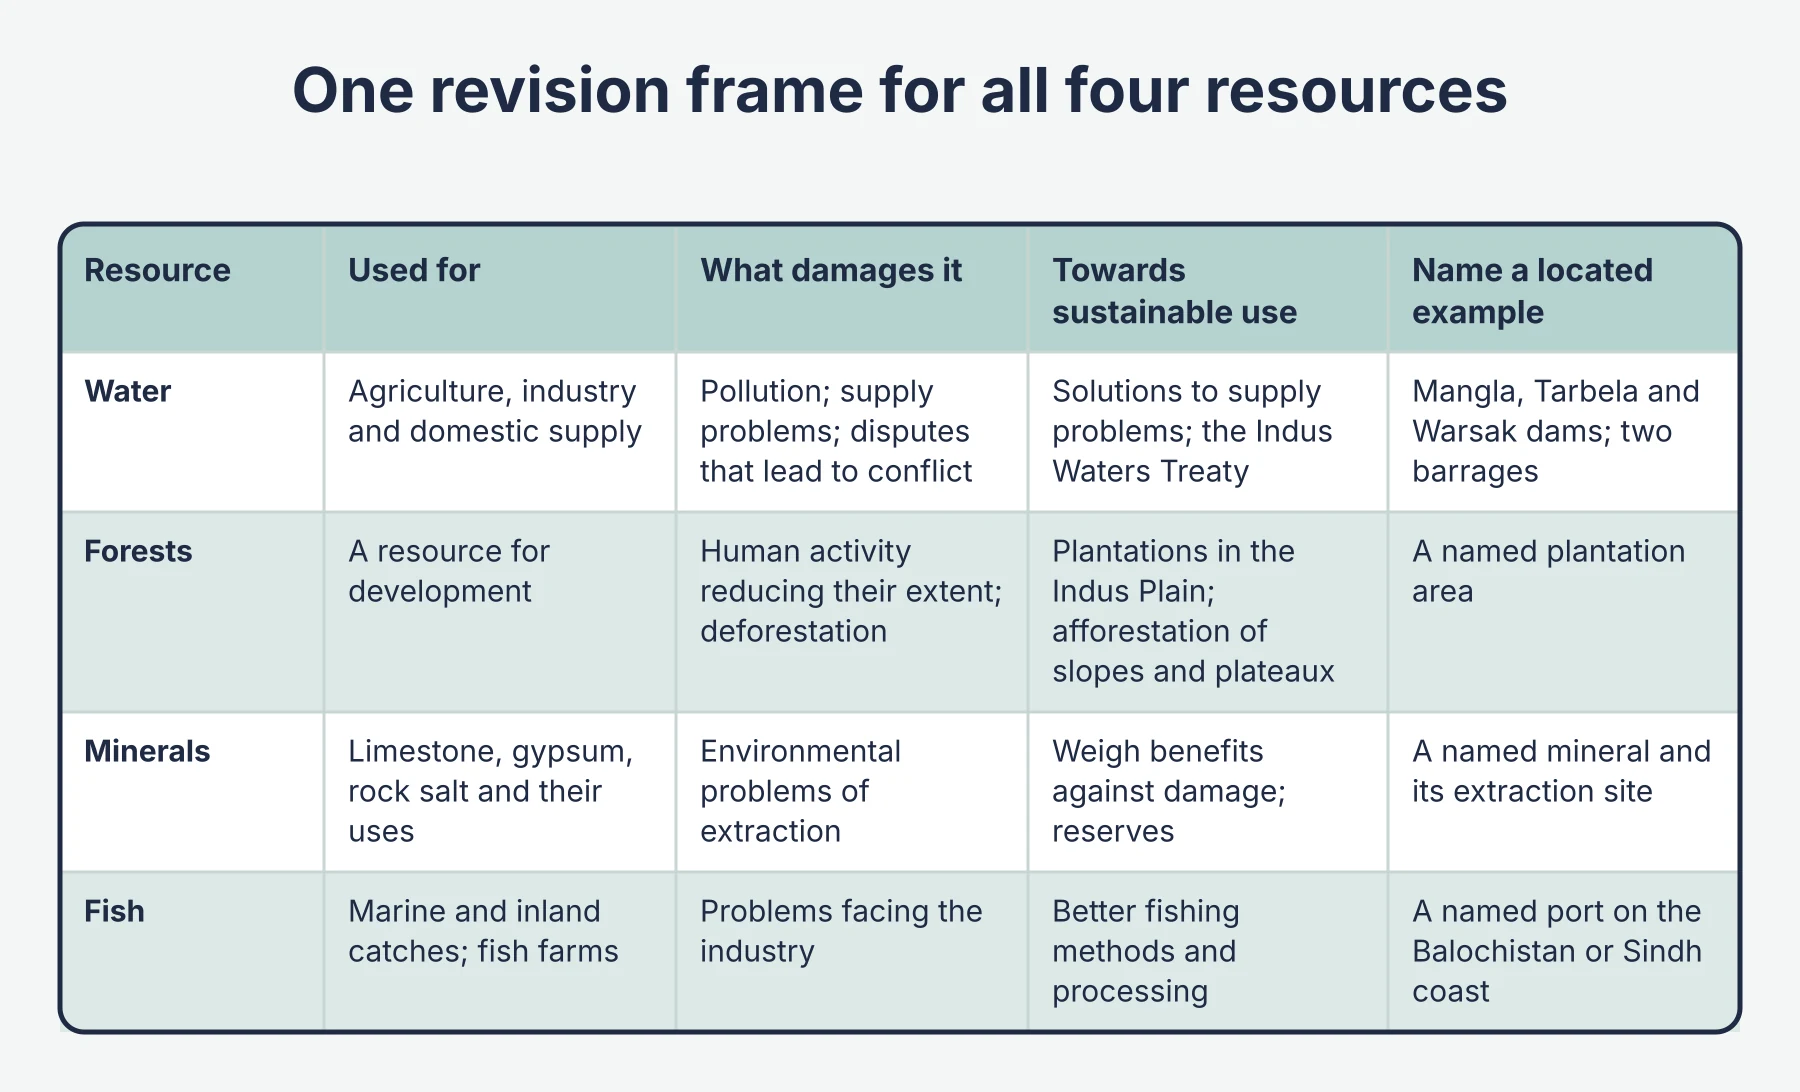 One revision frame for all four resources
Resource
Used for
What damages it
Towards
sustainable use
Name a located
example
Water
Agriculture, industry
and domestic supply
Pollution; supply
problems; disputes
that lead to conflict
Solutions to supply
problems; the Indus
Waters Treaty
Mangla, Tarbela and
Warsak dams; two
barrages
Forests
A resource for
development
Human activity
reducing their extent;
deforestation
Plantations in the
Indus Plain;
afforestation of
slopes and plateaux
A named plantation
area
Minerals
Limestone, gypsum,
rock salt and their
uses
Environmental
problems of
extraction
Weigh benefits
against damage;
reserves
A named mineral and
its extraction site
Fish
Marine and inland
catches; fish farms
Problems facing the
industry
Better fishing
methods and
processing
A named port on the
Balochistan or Sindh
coast